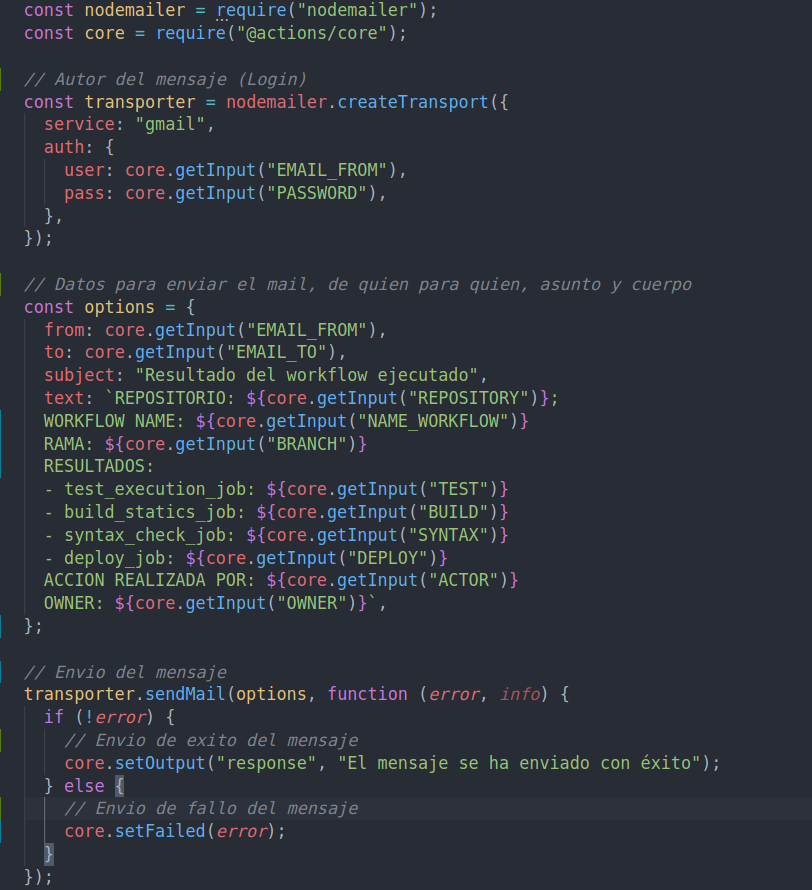 const nodemailer = require("nodemailer");
const core = require("@actions/core");
// Autor del mensaje (Login)
const transporter = nodemailer.createTransport({
  service: "gmail",
  auth: {
    user: core.getInput("EMAIL_FROM"),
    pass: core.getInput("PASSWORD"),
  },
});
// Datos para enviar el mail, de quien para quien, asunto y cuerpo
const options = {
  from: core.getInput("EMAIL_FROM"),
  to: core.getInput("EMAIL_TO"),
  subject: "Resultado del workflow ejecutado",
  text: `REPOSITORIO: ${core.getInput("REPOSITORY")};
  WORKFLOW NAME: ${core.getInput("NAME_WORKFLOW")}
  RAMA: ${core.getInput("BRANCH")}
  RESULTADOS:
  - test_execution_job: ${core.getInput("TEST")}
  - build_statics_job: ${core.getInput("BUILD")}
  - syntax_check_job: ${core.getInput("SYNTAX")}
  - deploy_job: ${core.getInput("DEPLOY")}
  ACCION REALIZADA POR: ${core.getInput("ACTOR")}
  OWNER: ${core.getInput("OWNER")}`,
};
// Envio del mensaje
transporter.sendMail(options, function (error, info) {
  if (!error) {
    // Envio de exito del mensaje
    core.setOutput("response", "El mensaje se ha enviado con éxito");
  } else {
    // Envio de fallo del mensaje
    core.setFailed(error);
  }
});